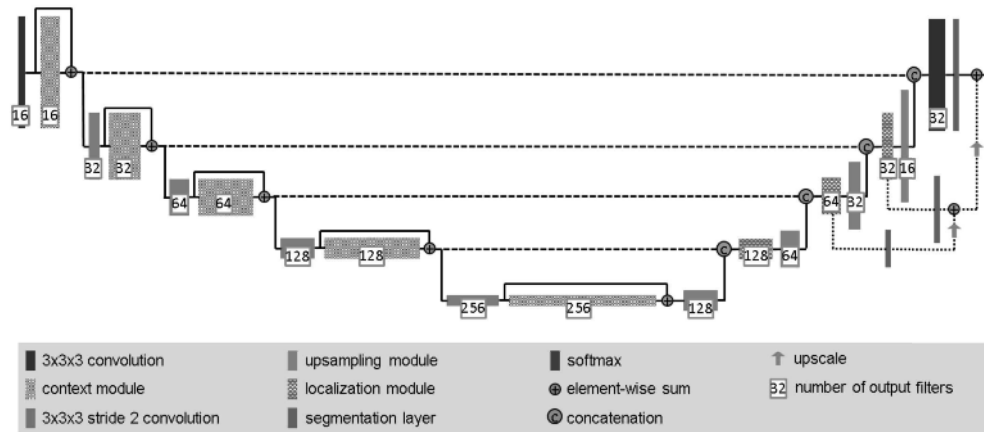 16
16
32
32
32
32
16
64
64
64
32
128
128
128
64
256
256
128
C
C
C
C
3x3x3 convolution
upsampling module
softmax
upscale
context module
localization module
element-wise sum
32 number of output filters
3x3x3 stride 2 convolution
segmentation layer
C concatenation